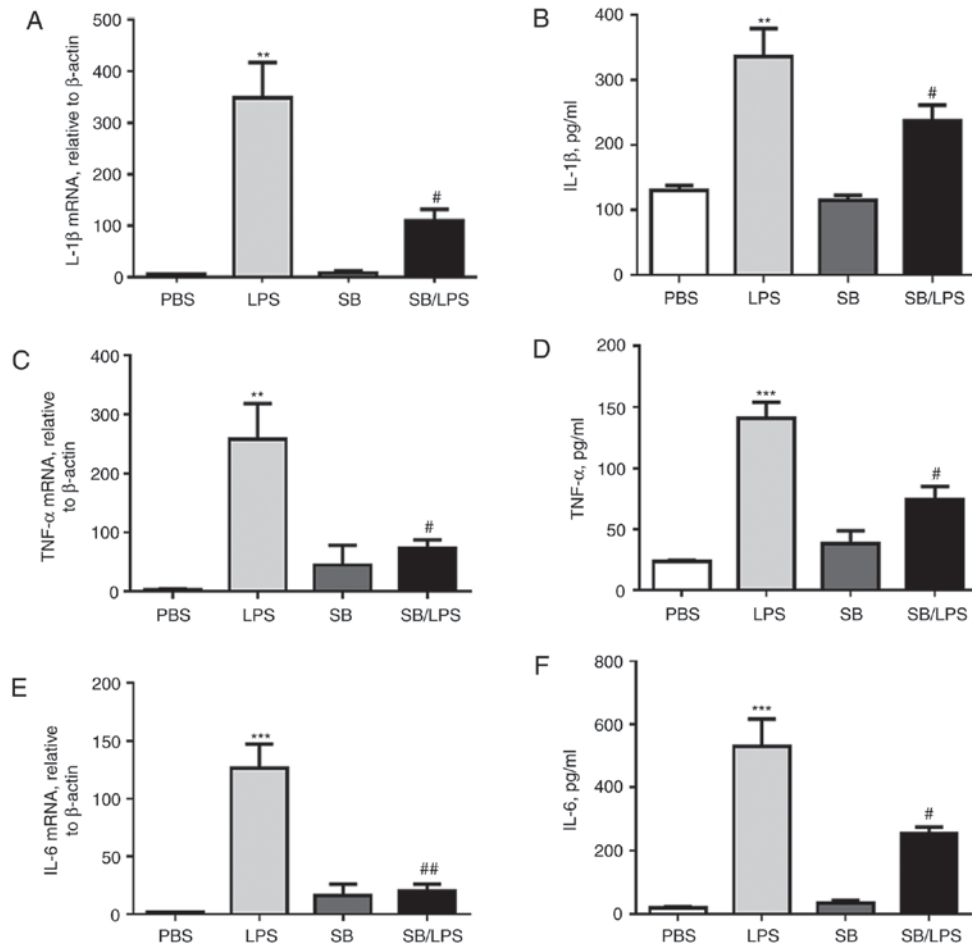 A
L-1β mRNA, relative to β-actin
500
400
300
200
100
0
**
#
PBS LPS SB SB/LPS
B
IL-1β, pg/ml
400
300
200
100
0
**
#
PBS LPS SB SB/LPS
C
TNF-α mRNA, relative
to β-actin
400
300
200
100
0
**
#
PBS LPS SB SB/LPS
D
TNF-α, pg/ml
200
150
100
50
0
***
#
PBS LPS SB SB/LPS
E
IL-6 mRNA, relative
to β-actin
200
150
100
50
0
***
##
PBS LPS SB SB/LPS
F
IL-6, pg/ml
800
600
400
200
0
***
#
PBS LPS SB SB/LPS